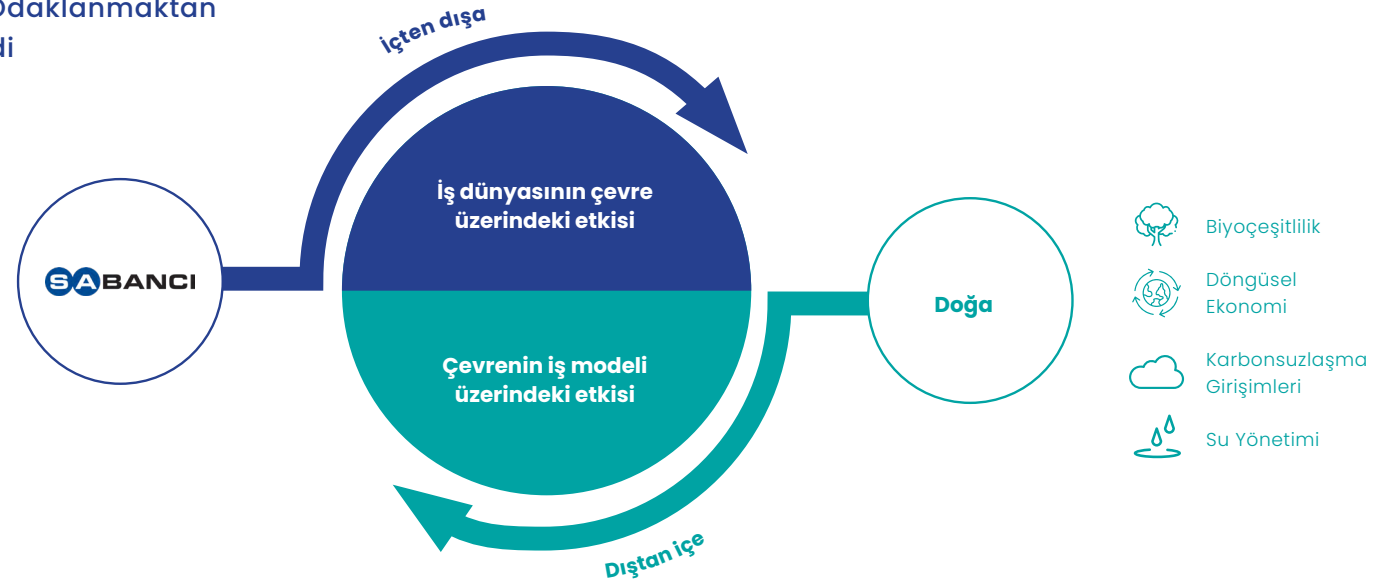 Odaklanmaktan
di
İçten dışa
İş dünyasının çevre
üzerindeki etkisi
SABANCI
Doğa
Çevrenin iş modeli
üzerindeki etkisi
Dıştan içe
Biyoçeşitlilik
Döngüsel
Ekonomi
Karbonsuzlaşma
Girişimleri
Su Yönetimi